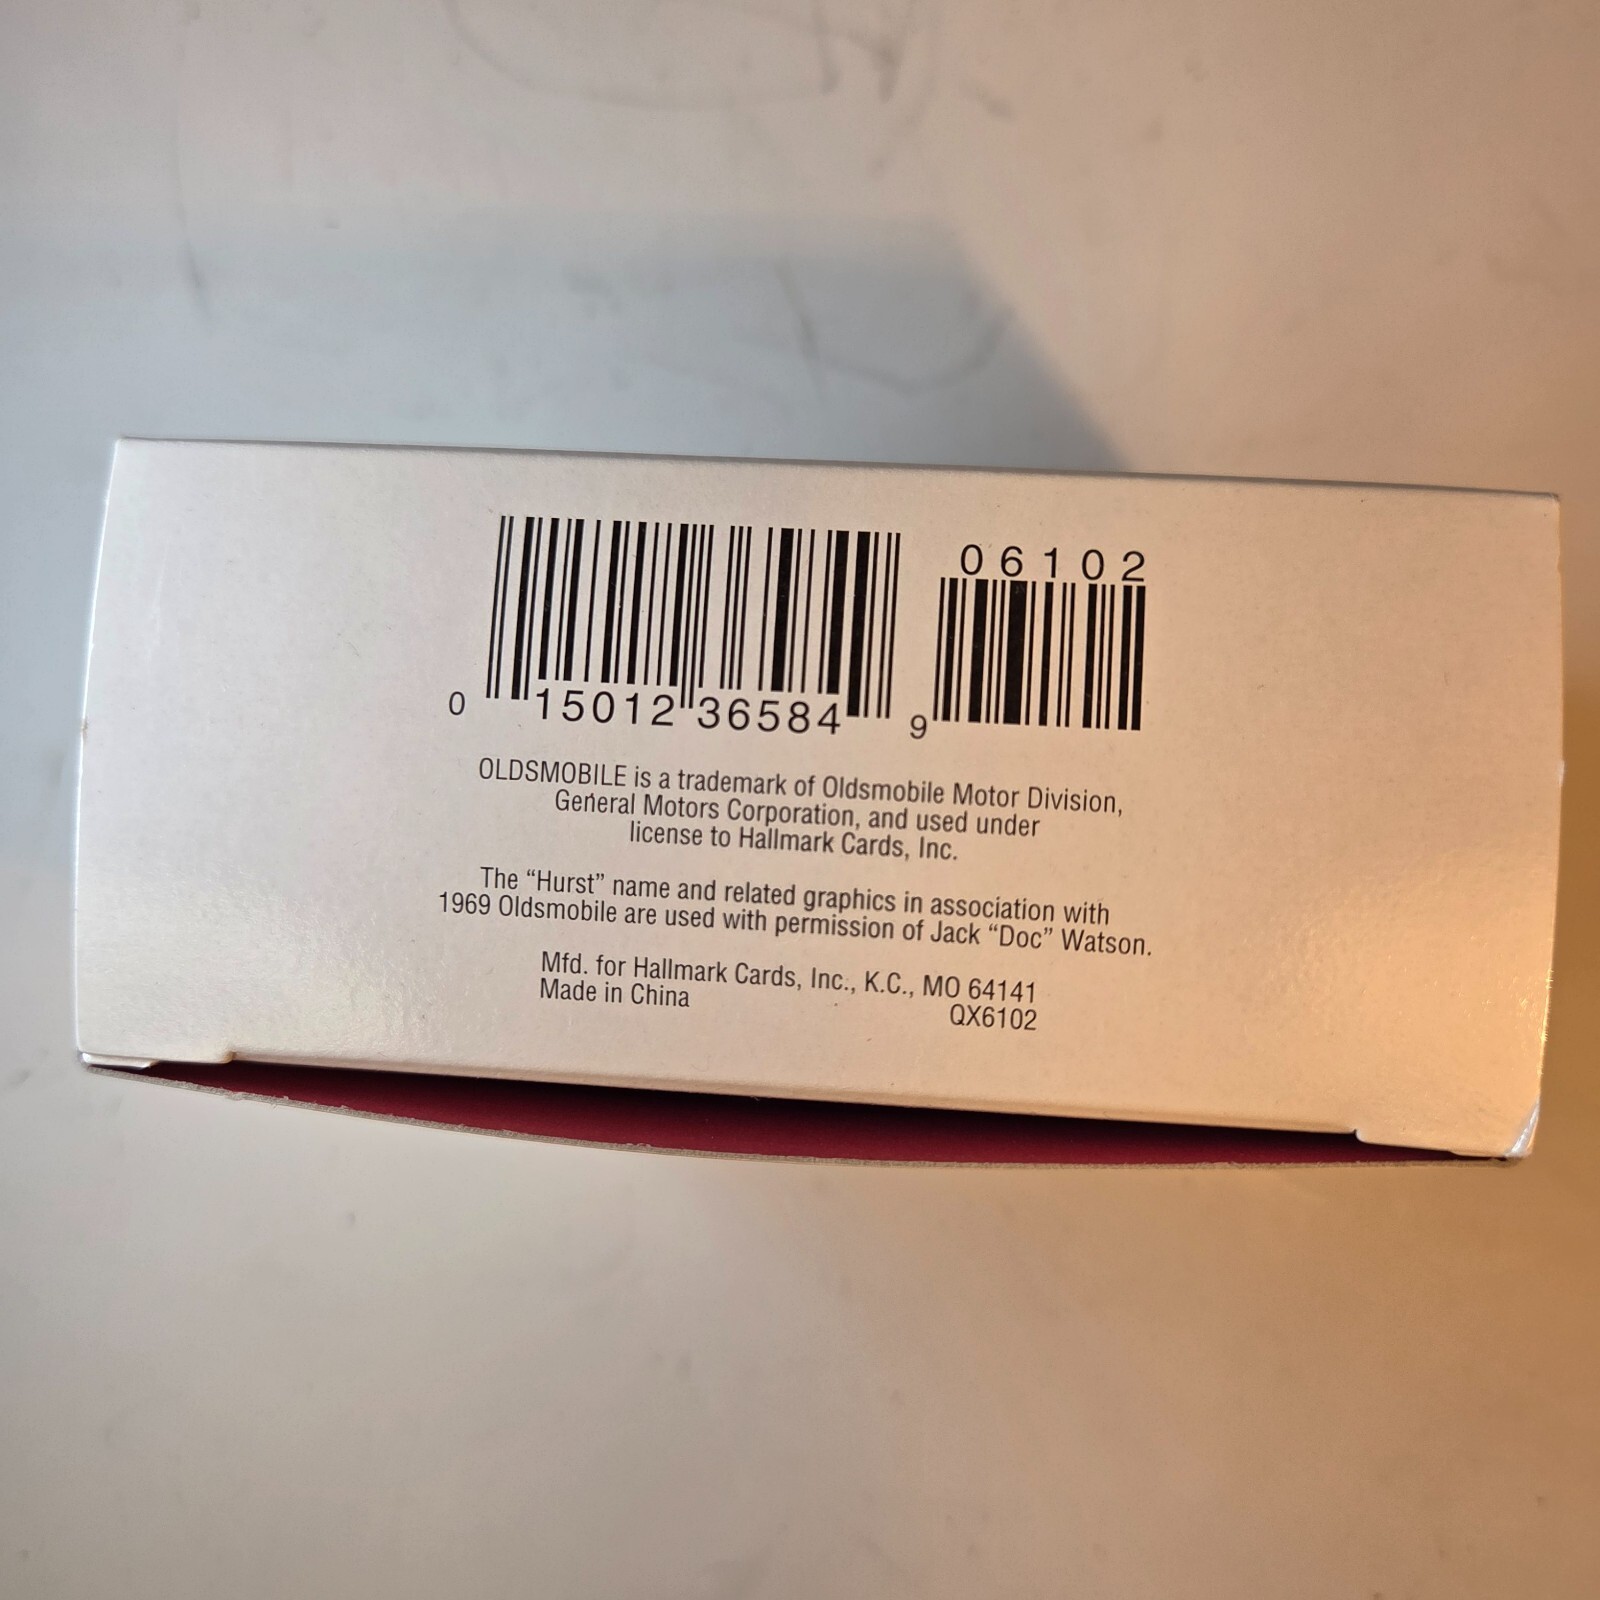 06102
0 15012 36584 9
OLDSMOBILE is a trademark of Oldsmobile Motor Division,
General Motors Corporation, and used under
license to Hallmark Cards, Inc.
The “Hurst” name and related graphics in association with
1969 Oldsmobile are used with permission of Jack “Doc” Watson.
Mfd. for Hallmark Cards, Inc., K.C., MO 64141
Made in China
QX6102